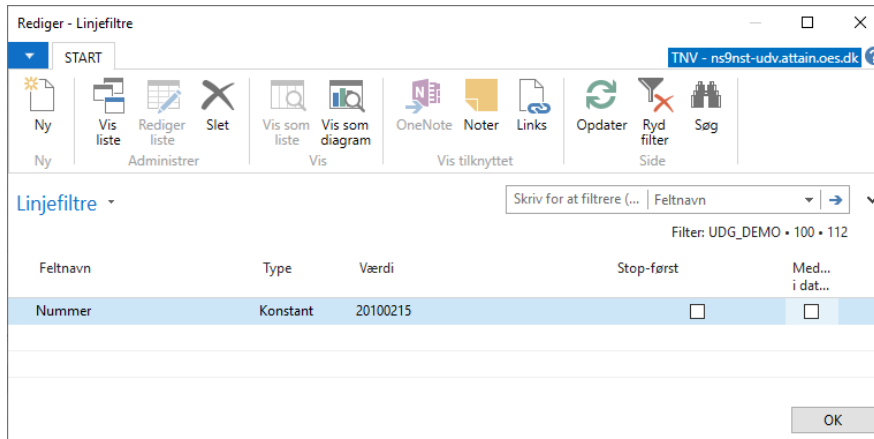 Rediger - Linjefiltre
START
TNV - ns9nst-udv.attain.oes.dk
Ny
Vis liste
Rediger liste
Slet
Vis som liste
Vis som diagram
OneNote
Noter
Links
Opdater
Ryd filter
Søg
Ny
Administrer
Vis
Vis tilknyttet
Side
Linjefiltre
Skriv for at filtrere (... Feltnavn
Filter: UDG_DEMO • 100 • 112
Feltnavn Type Værdi Stop-først Med... i dat...
Nummer Konstant 20100215
OK